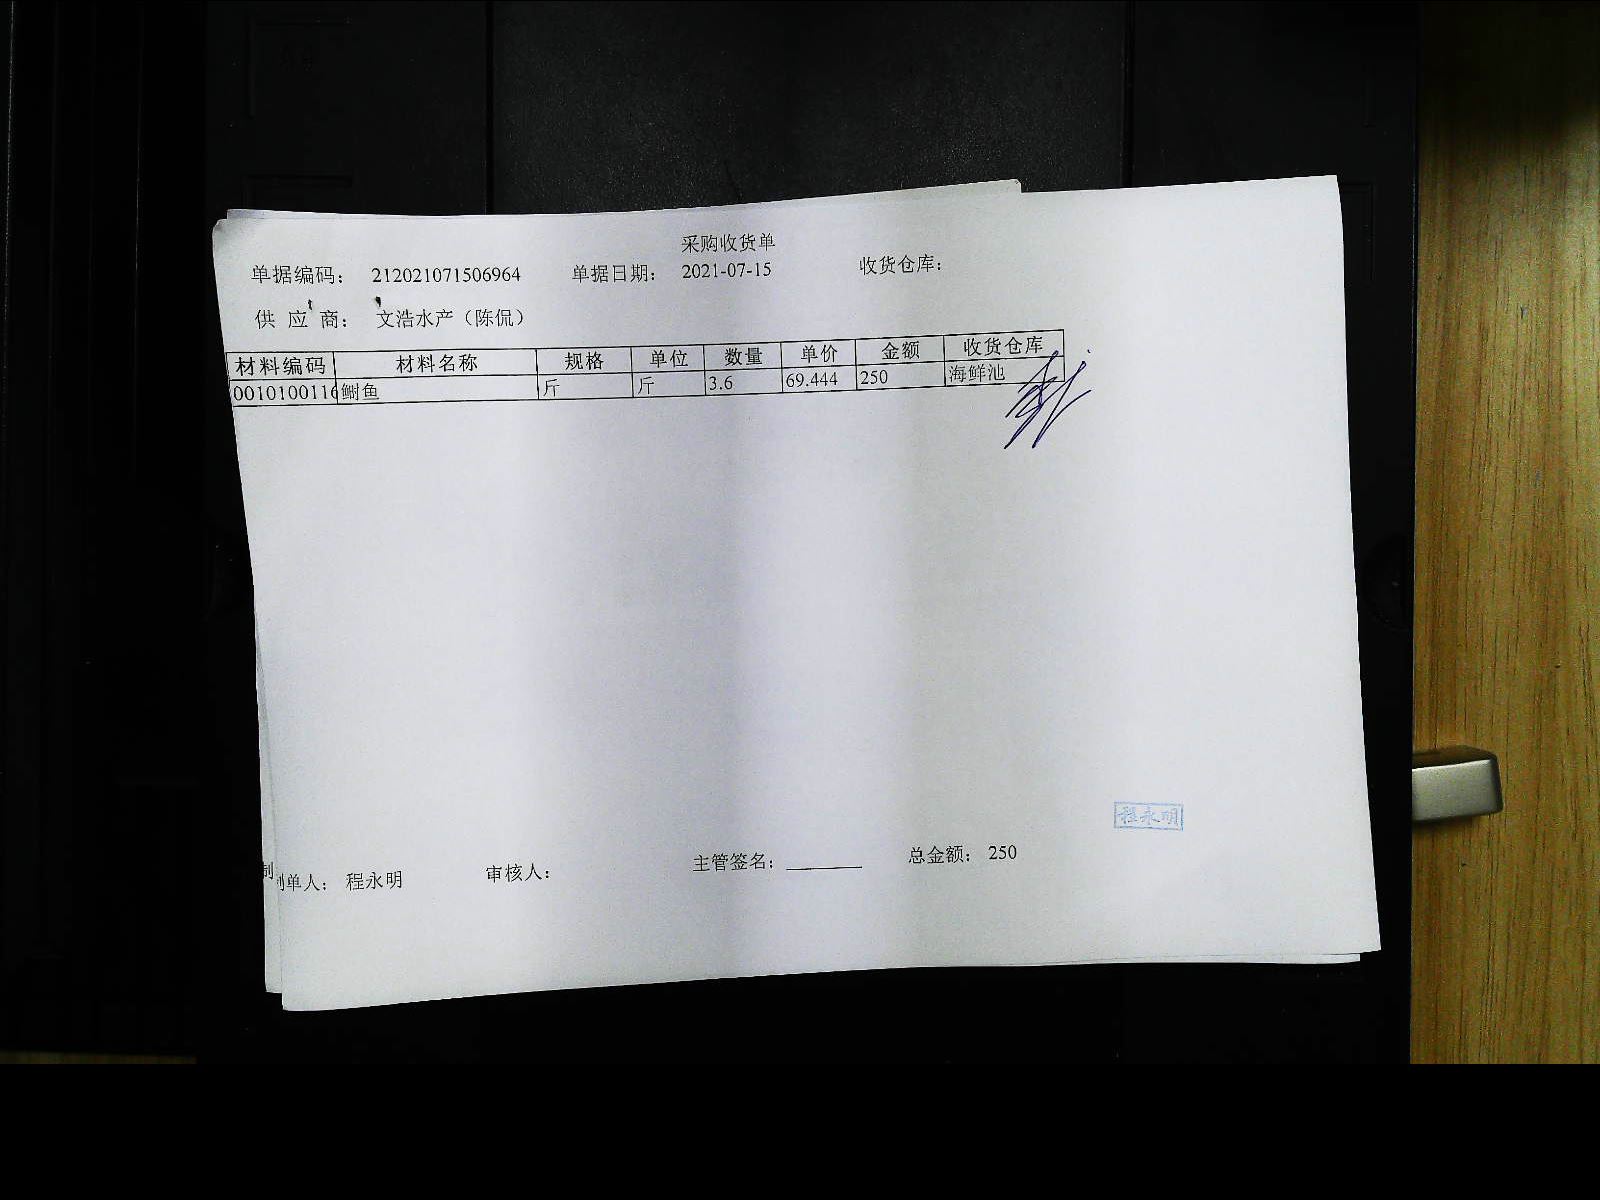 采购收货单
单据编码： 212021071506964 单据日期： 2021-07-15 收货仓库：
供 应 商： 文浩水产（陈侃）
材料编码 材料名称 规格 单位 数量 单价 金额 收货仓库
0010100116 鲥鱼 斤 斤 3.6 69.444 250 海鲜池
程永明
制单人： 程永明 审核人： 主管签名： 总金额： 250